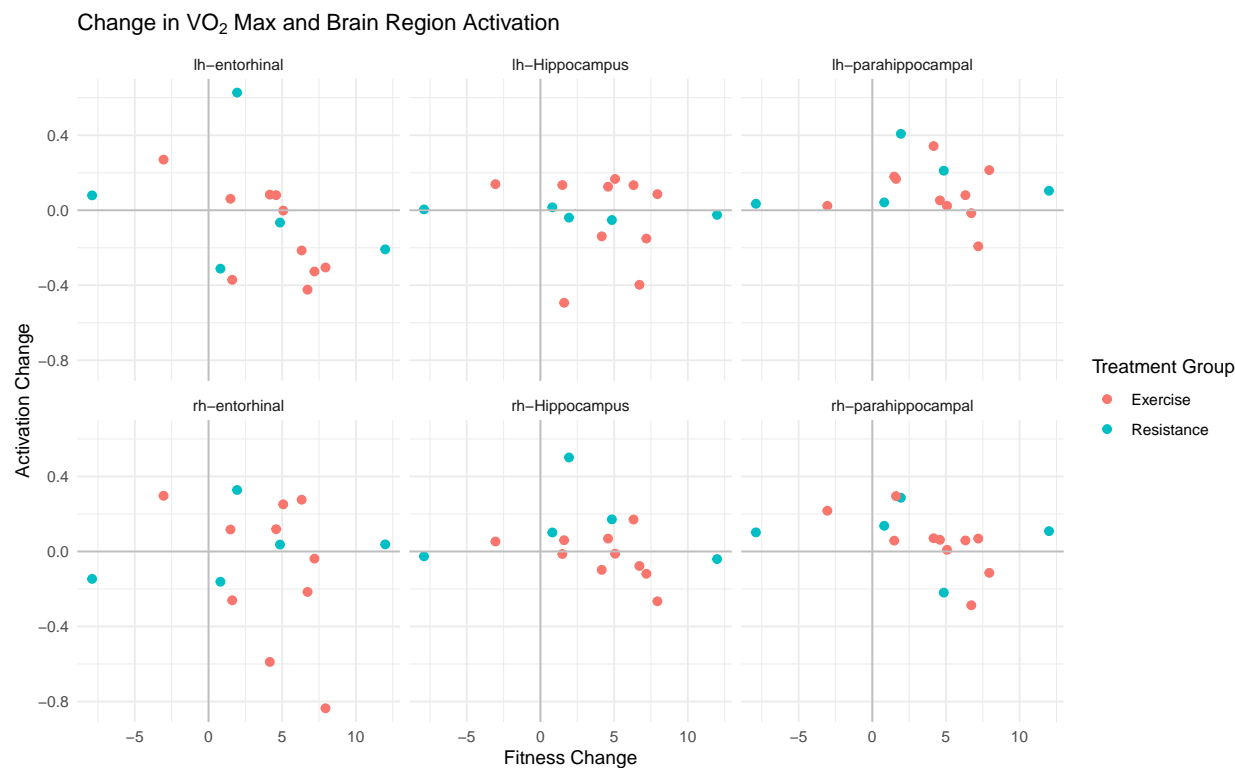 Change in VO₂ Max and Brain Region Activation
lh−entorhinal
lh−Hippocampus
lh−parahippocampal
0.4
0.0
−0.4
−0.8
rh−entorhinal
rh−Hippocampus
rh−parahippocampal
0.4
0.0
−0.4
−0.8
−5 0 5 10
−5 0 5 10
−5 0 5 10
Fitness Change
Activation Change
Treatment Group
Exercise
Resistance